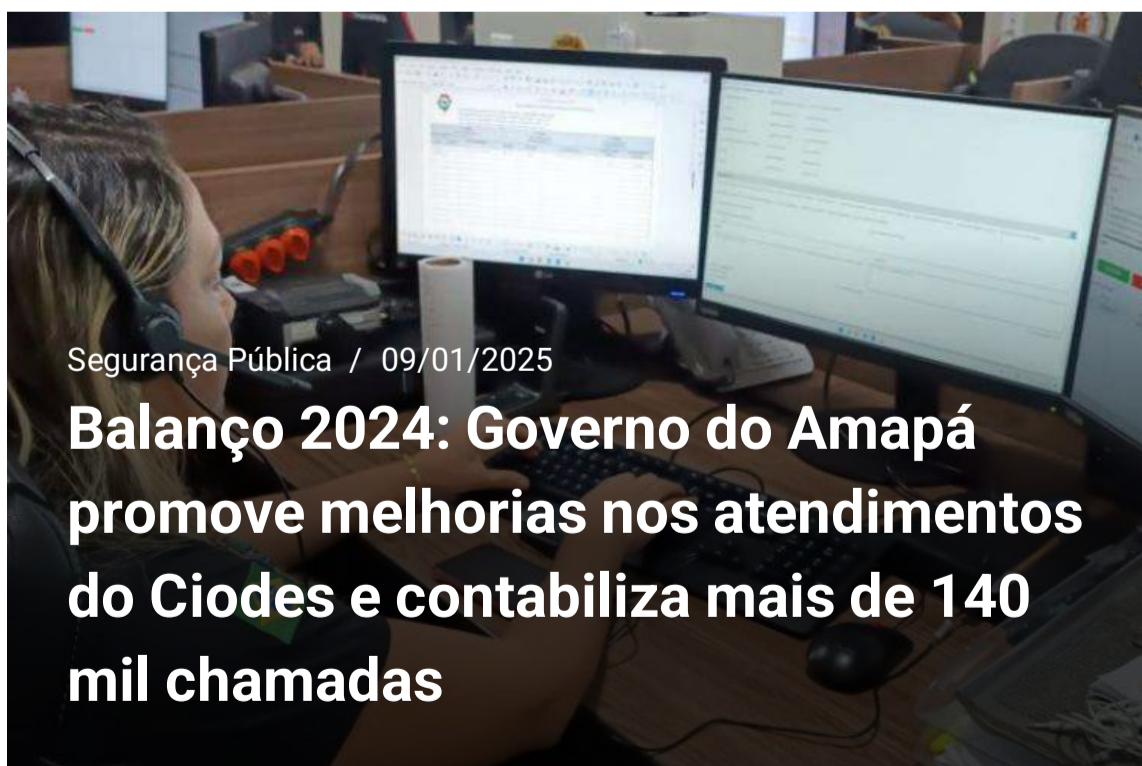 Segurança Pública / 09/01/2025
Balanço 2024: Governo do Amapá
promove melhorias nos atendimentos
do Ciodes e contabiliza mais de 140
mil chamadas